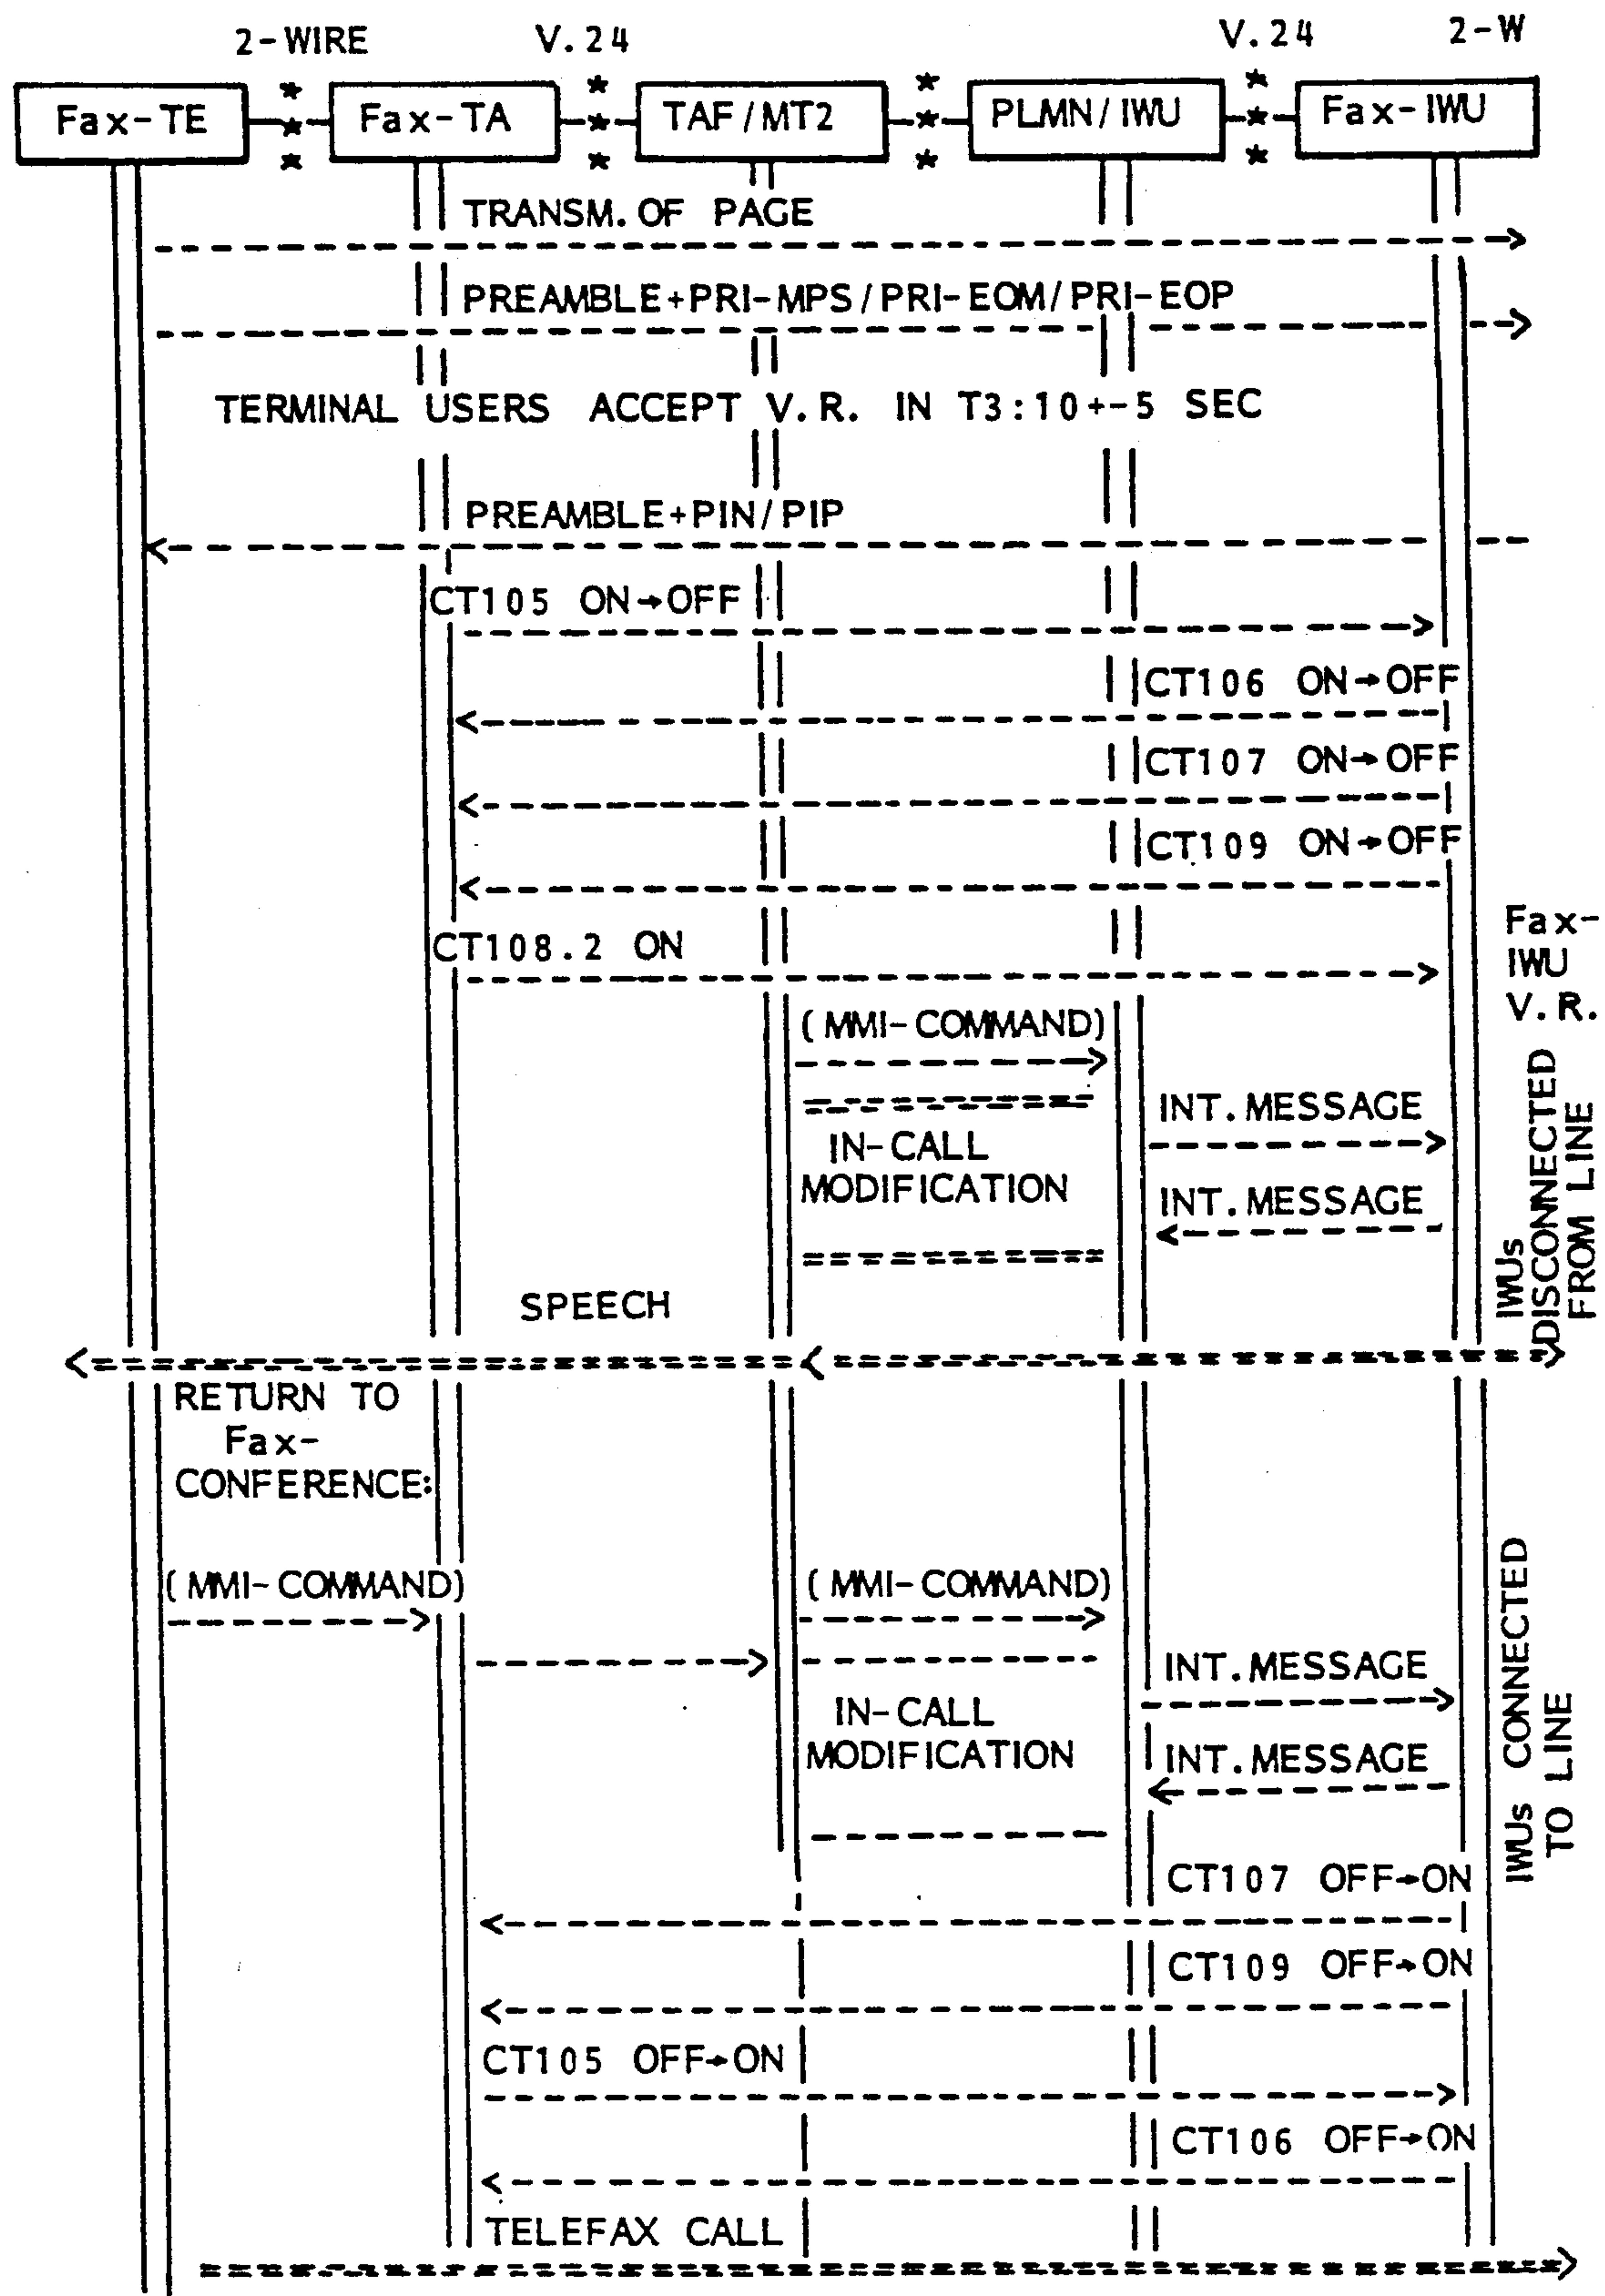 2-WIRE V.24 V.24 2-W
Fax-TE Fax-TA TAF/MT2 PLMN/IWU Fax-IWU
TRANSM. OF PAGE
PREAMBLE+PRI-MPS/PRI-EOM/PRI-EOP
TERMINAL USERS ACCEPT V.R. IN T3:10+-5 SEC
PREAMBLE+PIN/PIP
CT105 ON→OFF
CT106 ON→OFF
CT107 ON→OFF
CT109 ON→OFF
CT108.2 ON
Fax-
IWU
V.R.
(MMI-COMMAND)
INT.MESSAGE
IN-CALL
MODIFICATION
INT.MESSAGE
IWUs
DISCONNECTED
FROM LINE
SPEECH
RETURN TO
Fax-
CONFERENCE:
(MMI-COMMAND) (MMI-COMMAND)
INT.MESSAGE
IN-CALL
MODIFICATION
INT.MESSAGE
IWUs CONNECTED
TO LINE
CT107 OFF→ON
CT109 OFF→ON
CT105 OFF→ON
CT106 OFF→ON
TELEFAX CALL